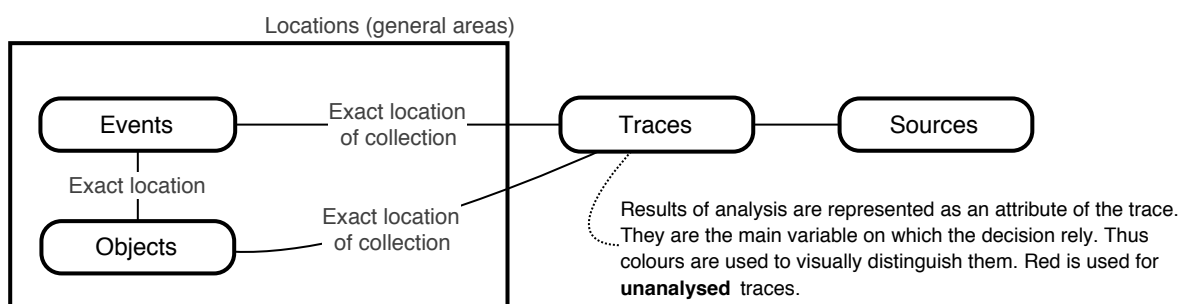 Locations (general areas)
Events
Exact location
of collection
Traces
Sources
Exact location
Objects
Exact location
of collection
Results of analysis are represented as an attribute of the trace.
They are the main variable on which the decision rely. Thus
colours are used to visually distinguish them. Red is used for
unanalysed traces.